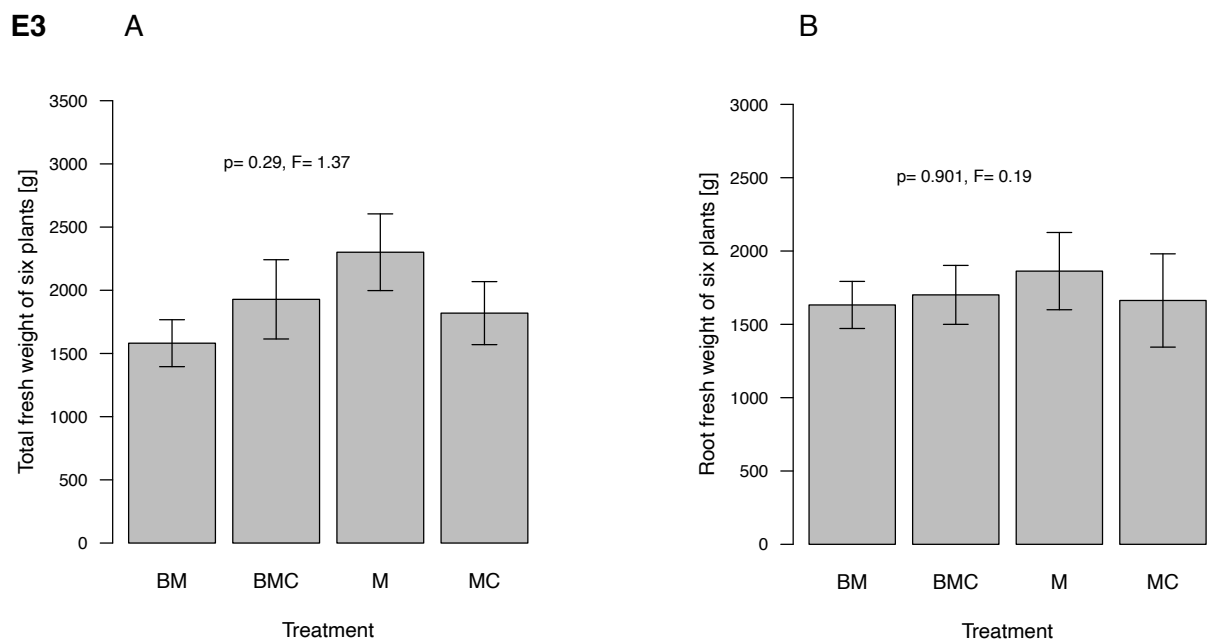 E3 A B
Total fresh weight of six plants [g]
3500
3000
2500
2000
1500
1000
500
0
p= 0.29, F= 1.37
BM BMC M MC
Treatment
Root fresh weight of six plants [g]
3000
2500
2000
1500
1000
500
0
p= 0.901, F= 0.19
BM BMC M MC
Treatment